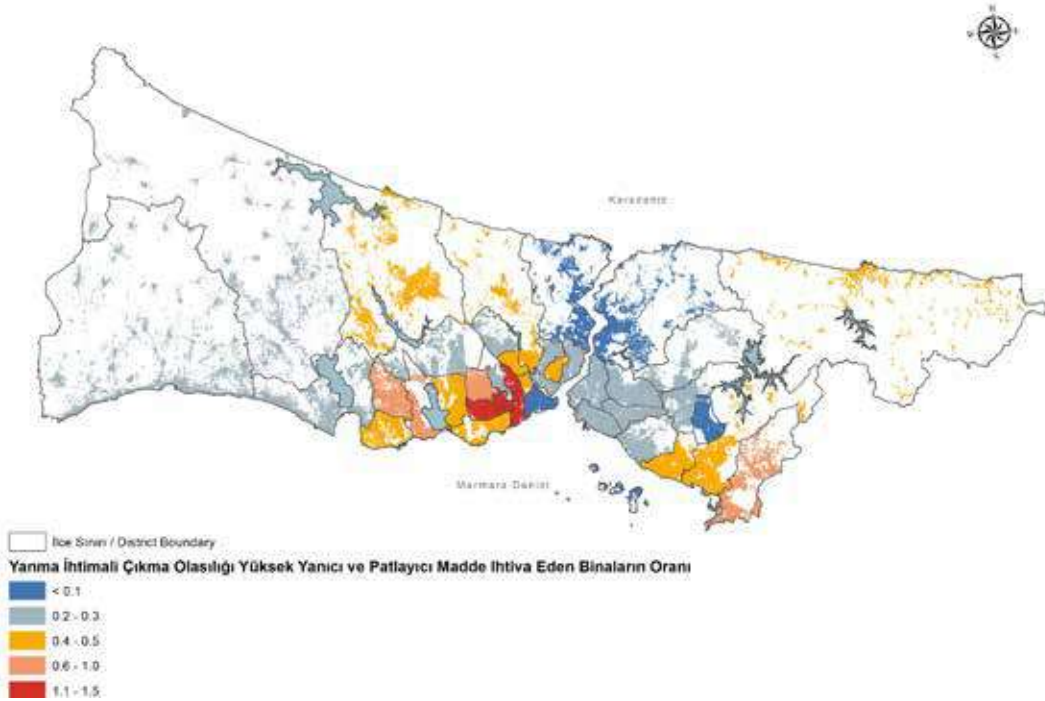 Karadeniz
Marmara Denizi
İlçe Sınırı / District Boundary
Yanma İhtimali Çıkma Olasılığı Yüksek Yanıcı ve Patlayıcı Madde Ihtiva Eden Binaların Oranı
< 0.1
0.2 - 0.3
0.4 - 0.5
0.6 - 1.0
1.1 - 1.5